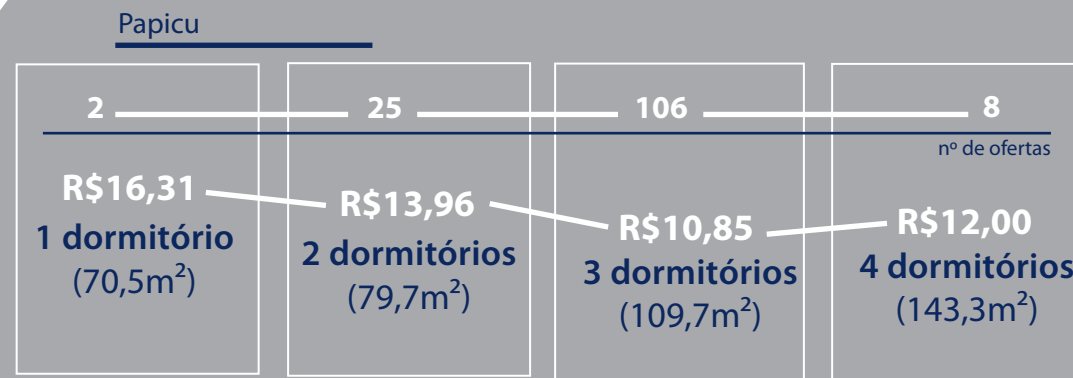 Papicu
2 25 106 8
nº de ofertas
R$16,31
1 dormitório
(70,5m²)
R$13,96
2 dormitórios
(79,7m²)
R$10,85
3 dormitórios
(109,7m²)
R$12,00
4 dormitórios
(143,3m²)